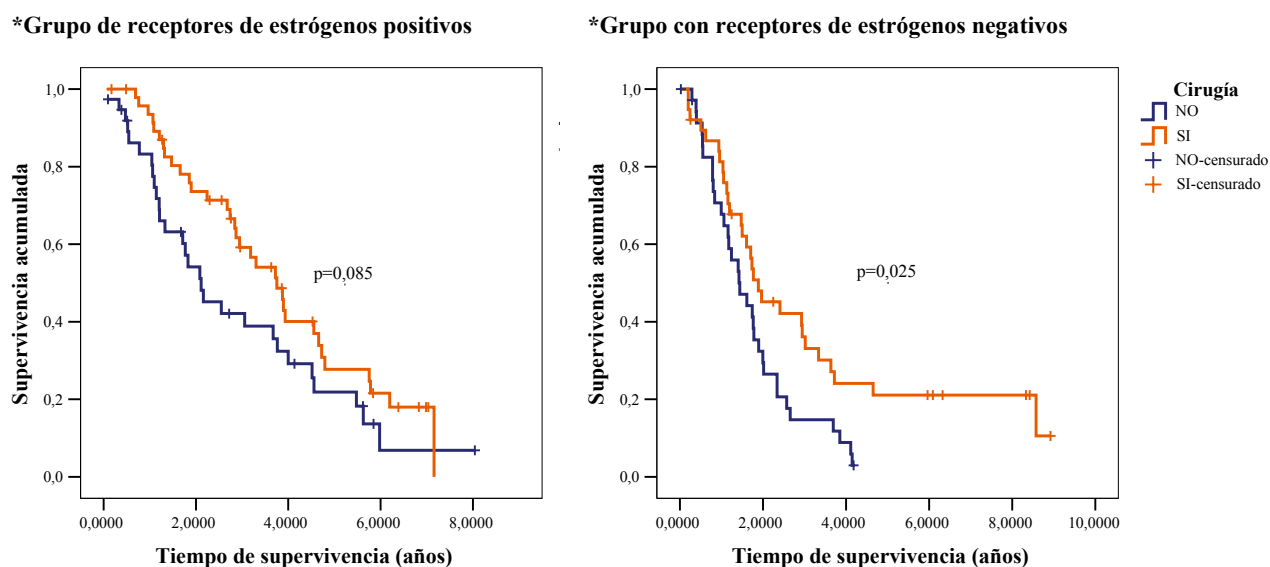 *Grupo de receptores de estrógenos positivos
Supervivencia acumulada
1,0
0,8
0,6
0,4
0,2
0,0
p=0,085
0,0000 2,0000 4,0000 6,0000 8,0000
Tiempo de supervivencia (años)
*Grupo con receptores de estrógenos negativos
Supervivencia acumulada
1,0
0,8
0,6
0,4
0,2
0,0
p=0,025
0,0000 2,0000 4,0000 6,0000 8,0000 10,0000
Tiempo de supervivencia (años)
Cirugía
NO
SI
NO-censurado
SI-censurado